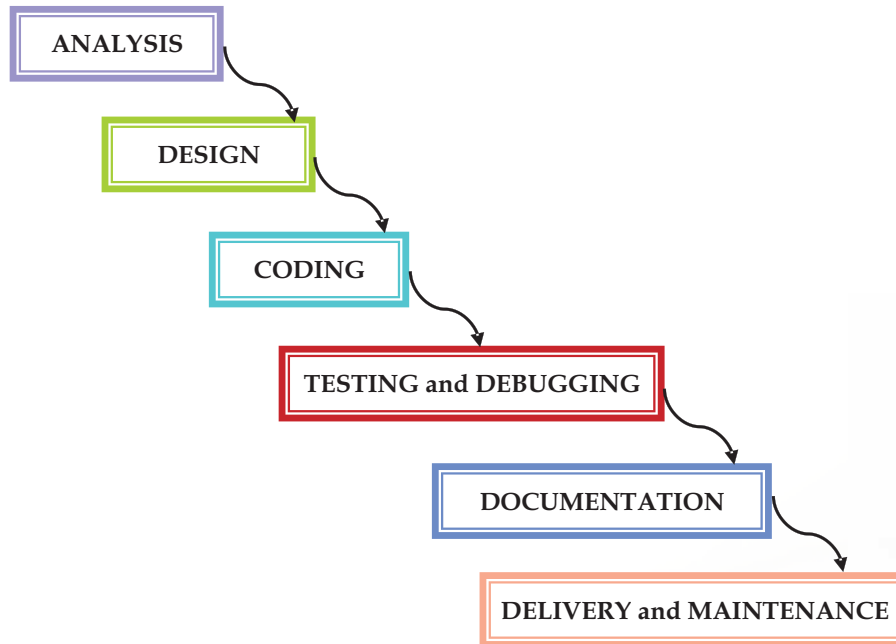 ANALYSIS
DESIGN
CODING
TESTING and DEBUGGING
DOCUMENTATION
DELIVERY and MAINTENANCE